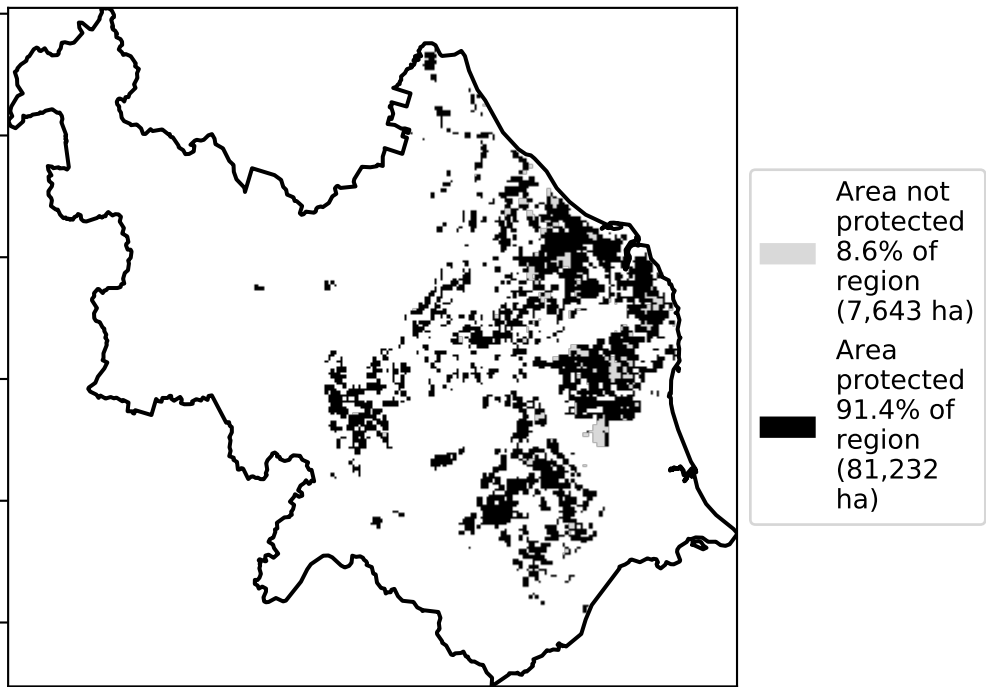 Area not
protected
8.6% of
region
(7,643 ha)
Area
protected
91.4% of
region
(81,232
ha)